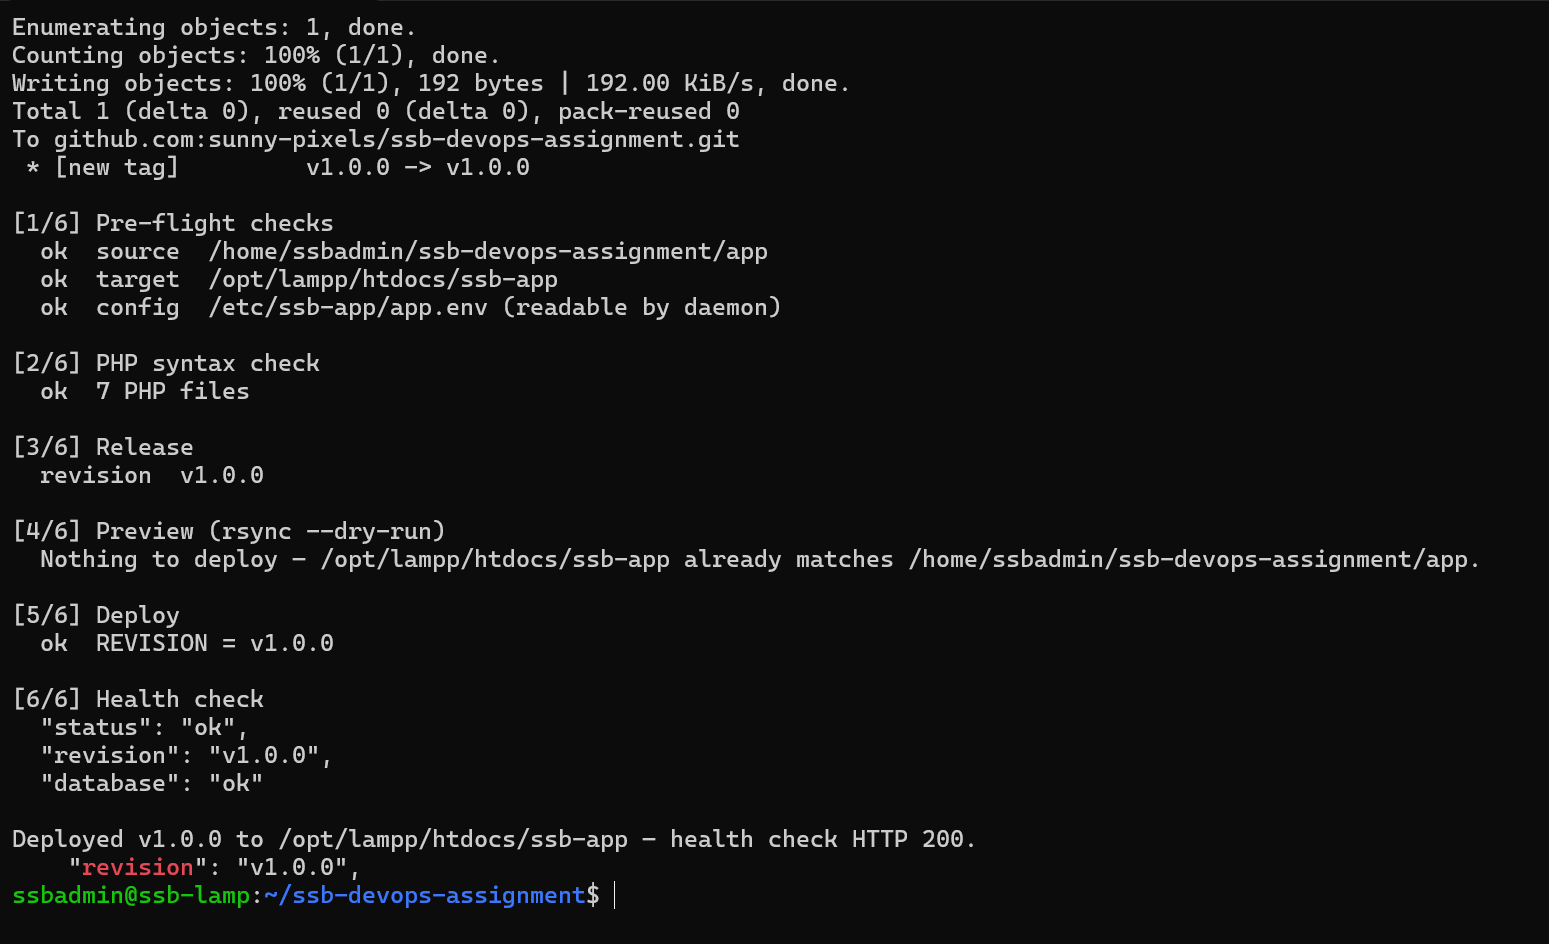 Enumerating objects: 1, done.
Counting objects: 100% (1/1), done.
Writing objects: 100% (1/1), 192 bytes | 192.00 KiB/s, done.
Total 1 (delta 0), reused 0 (delta 0), pack-reused 0
To github.com:sunny-pixels/ssb-devops-assignment.git
 * [new tag]         v1.0.0 -> v1.0.0

[1/6] Pre-flight checks
  ok  source  /home/ssbadmin/ssb-devops-assignment/app
  ok  target  /opt/lampp/htdocs/ssb-app
  ok  config  /etc/ssb-app/app.env (readable by daemon)

[2/6] PHP syntax check
  ok  7 PHP files

[3/6] Release
  revision  v1.0.0

[4/6] Preview (rsync --dry-run)
  Nothing to deploy — /opt/lampp/htdocs/ssb-app already matches /home/ssbadmin/ssb-devops-assignment/app.

[5/6] Deploy
  ok  REVISION = v1.0.0

[6/6] Health check
  "status": "ok",
  "revision": "v1.0.0",
  "database": "ok"

Deployed v1.0.0 to /opt/lampp/htdocs/ssb-app — health check HTTP 200.
    "revision": "v1.0.0",
ssbadmin@ssb-lamp:~/ssb-devops-assignment$